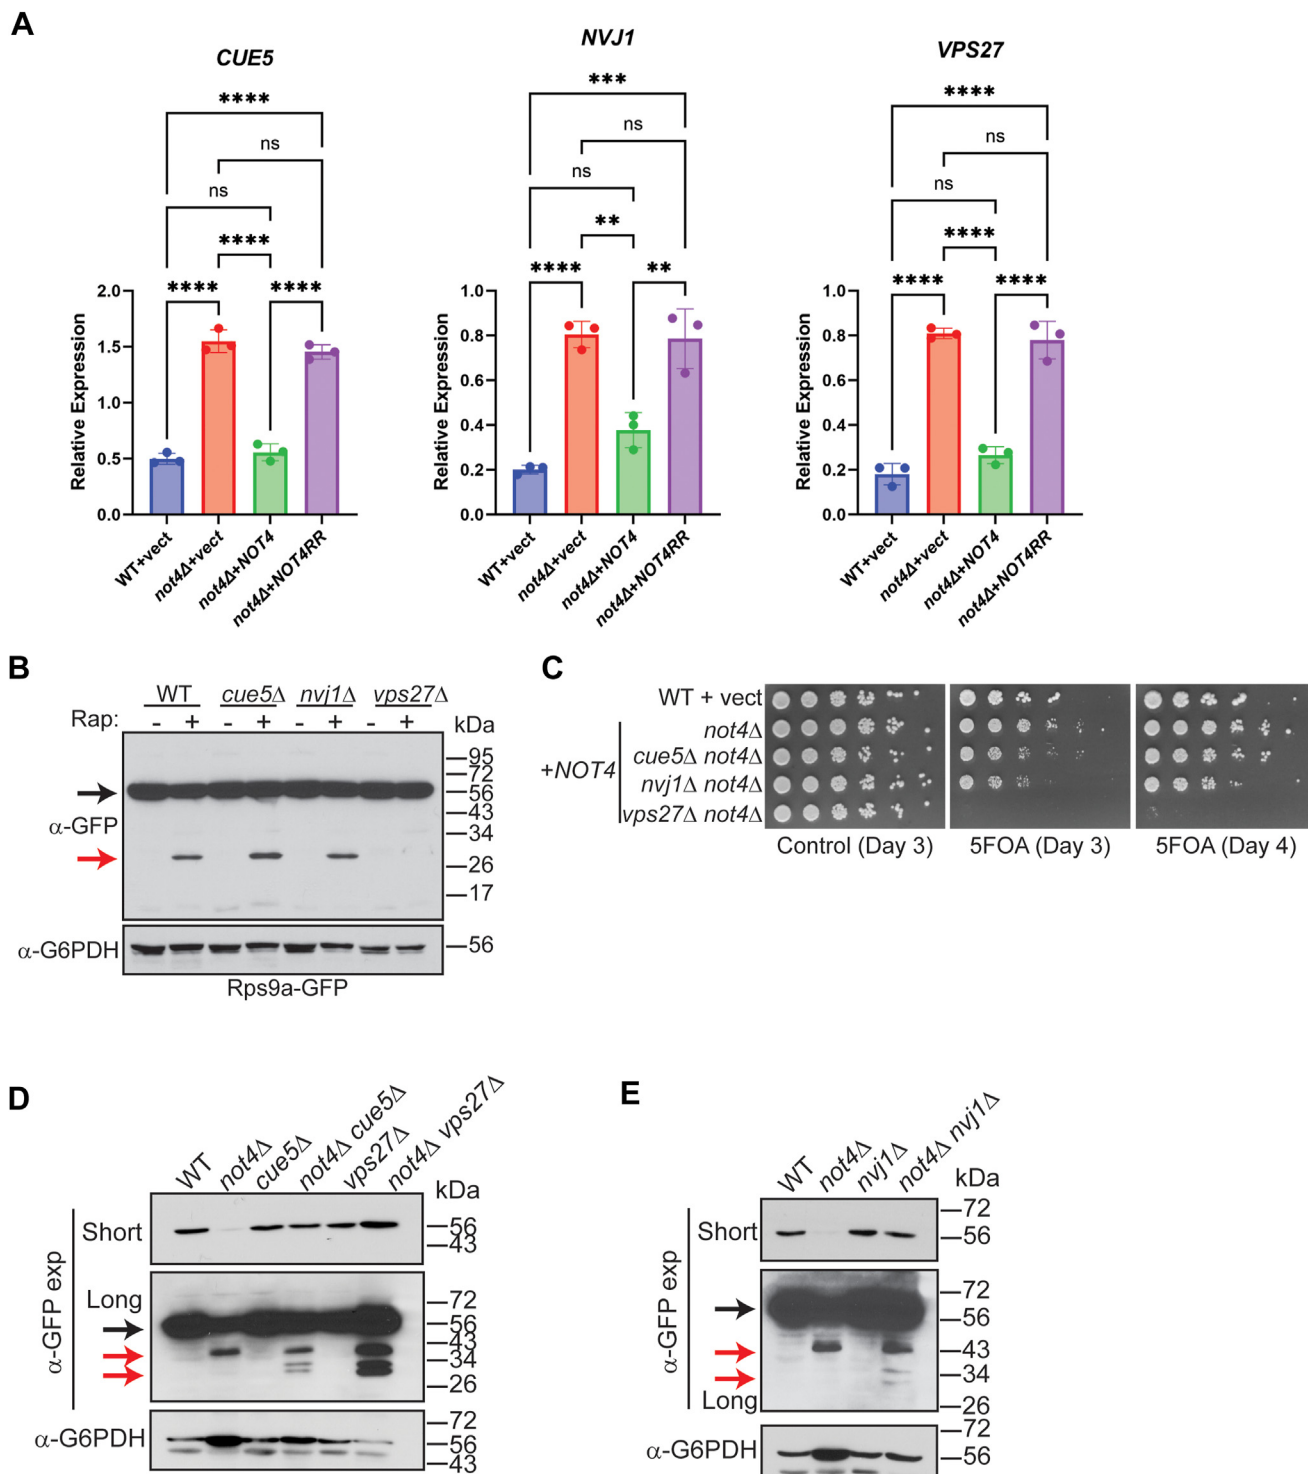 A
CUE5
****
ns
ns
****
****
****
2.0
1.5
1.0
0.5
0.0
Relative Expression
WT+vect
not4Δ+vect
not4Δ+NOT4
not4Δ+NOT4RR
NVJ1
***
ns
ns
**
****
**
1.0
0.8
0.6
0.4
0.2
0.0
Relative Expression
WT+vect
not4Δ+vect
not4Δ+NOT4
not4Δ+NOT4RR
VPS27
****
ns
ns
****
****
****
1.0
0.8
0.6
0.4
0.2
0.0
Relative Expression
WT+vect
not4Δ+vect
not4Δ+NOT4
not4Δ+NOT4RR
B
WT cue5Δ nvj1Δ vps27Δ
Rap: - + - + - + - + kDa
95
72
56
43
α-GFP
34
26
17
α-G6PDH
56
Rps9a-GFP
C
WT + vect
not4Δ
cue5Δ not4Δ
+NOT4
nvj1Δ not4Δ
vps27Δ not4Δ
Control (Day 3) 5FOA (Day 3) 5FOA (Day 4)
D
WT
not4Δ
cue5Δ
not4Δ cue5Δ
vps27Δ
not4Δ vps27Δ
kDa
Short
56
43
α-GFP exp
Long
72
56
43
34
26
α-G6PDH
72
56
43
E
WT
not4Δ
nvj1Δ
not4Δ nvj1Δ
kDa
72
Short
56
α-GFP exp
72
56
43
34
Long
26
72
α-G6PDH
56